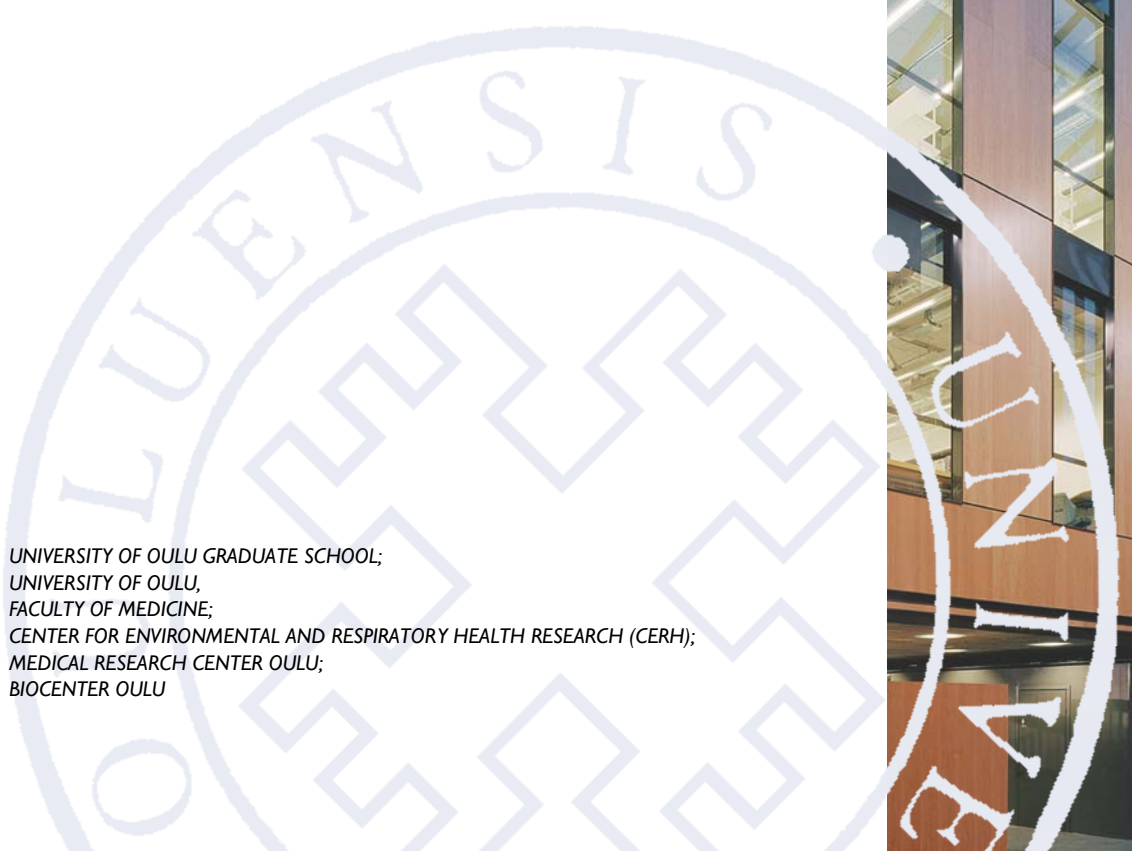 OULUENSIS • UNIVE
UNIVERSITY OF OULU GRADUATE SCHOOL;
UNIVERSITY OF OULU,
FACULTY OF MEDICINE;
CENTER FOR ENVIRONMENTAL AND RESPIRATORY HEALTH RESEARCH (CERH);
MEDICAL RESEARCH CENTER OULU;
BIOCENTER OULU